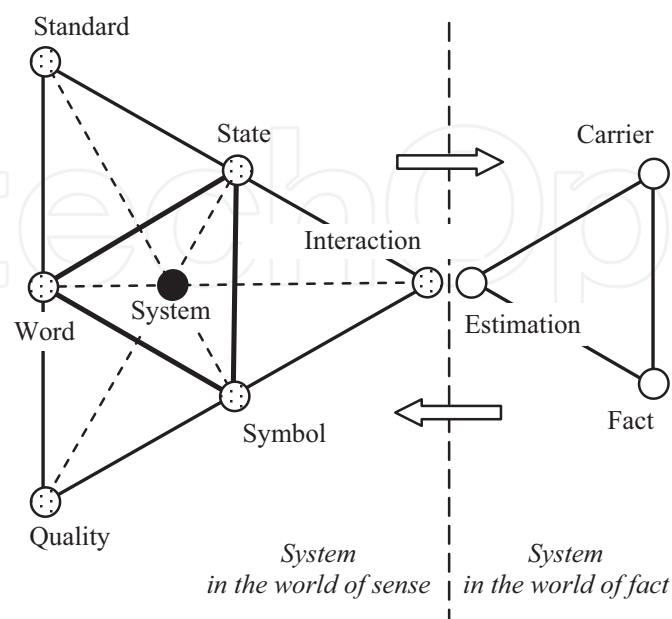 Standard
State
Carrier
Interaction
System
Word
Estimation
Symbol
Fact
Quality
System
in the world of sense
System
in the world of fact